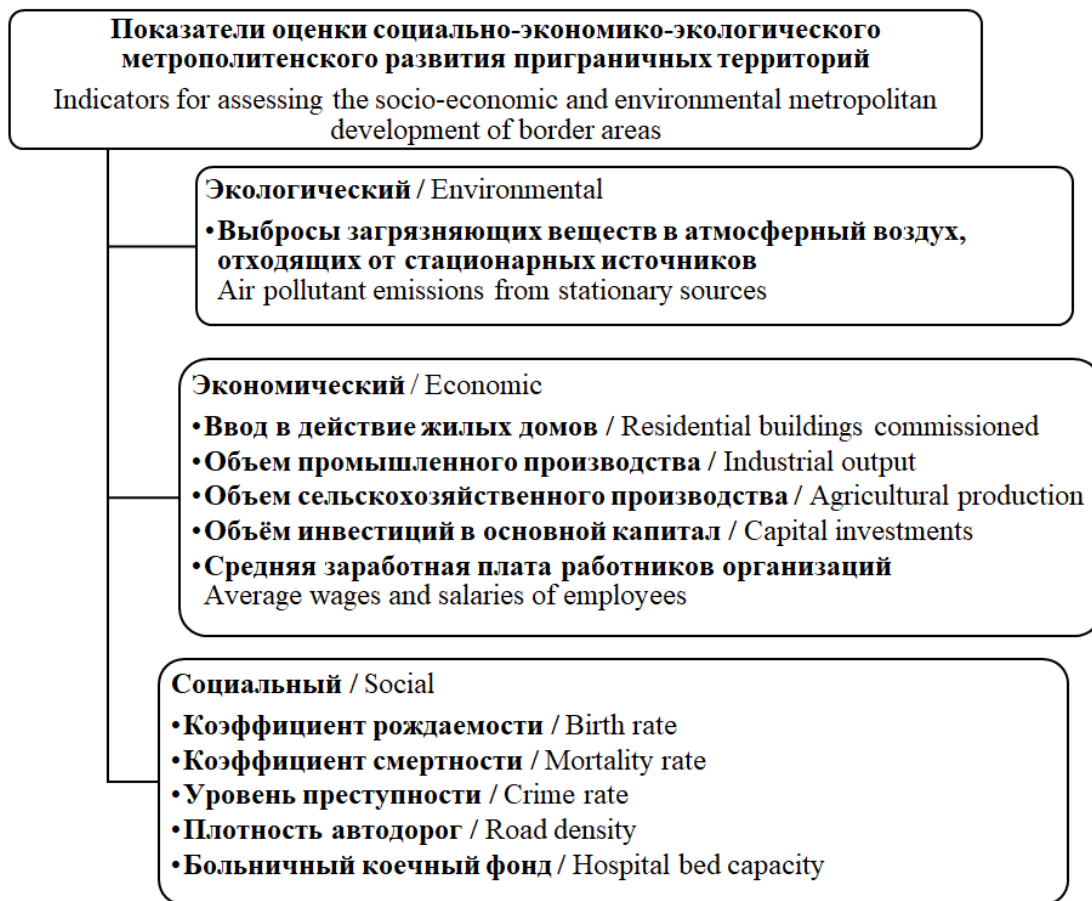 Показатели оценки социально-экономико-экологического
метрополитенского развития приграничных территорий
Indicators for assessing the socio-economic and environmental metropolitan
development of border areas
Экологический / Environmental
•Выбросы загрязняющих веществ в атмосферный воздух,
отходящих от стационарных источников
Air pollutant emissions from stationary sources
Экономический / Economic
•Ввод в действие жилых домов / Residential buildings commissioned
•Объем промышленного производства / Industrial output
•Объем сельскохозяйственного производства / Agricultural production
•Объём инвестиций в основной капитал / Capital investments
•Средняя заработная плата работников организаций
Average wages and salaries of employees
Социальный / Social
•Коэффициент рождаемости / Birth rate
•Коэффициент смертности / Mortality rate
•Уровень преступности / Crime rate
•Плотность автодорог / Road density
•Больничный коечный фонд / Hospital bed capacity